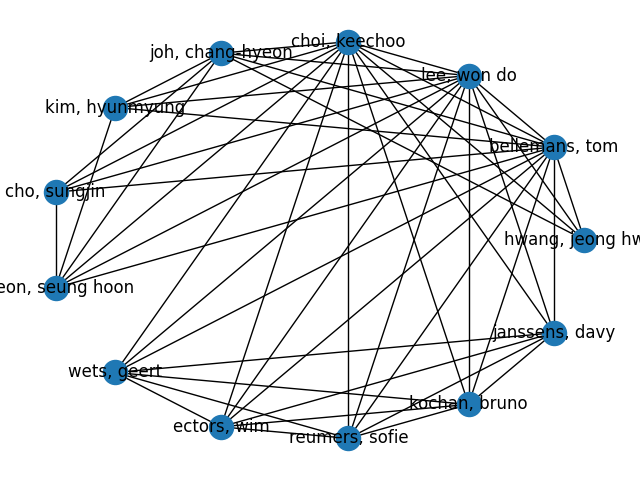 choi, keechoo
joh, chang-hyeon
lee, won do
kim, hyunmyung
bellemans, tom
cho, sungjin
hwang, jeong hw
eon, seung hoon
janssens, davy
wets, geert
kochan, bruno
ectors, wim
reumers, sofie